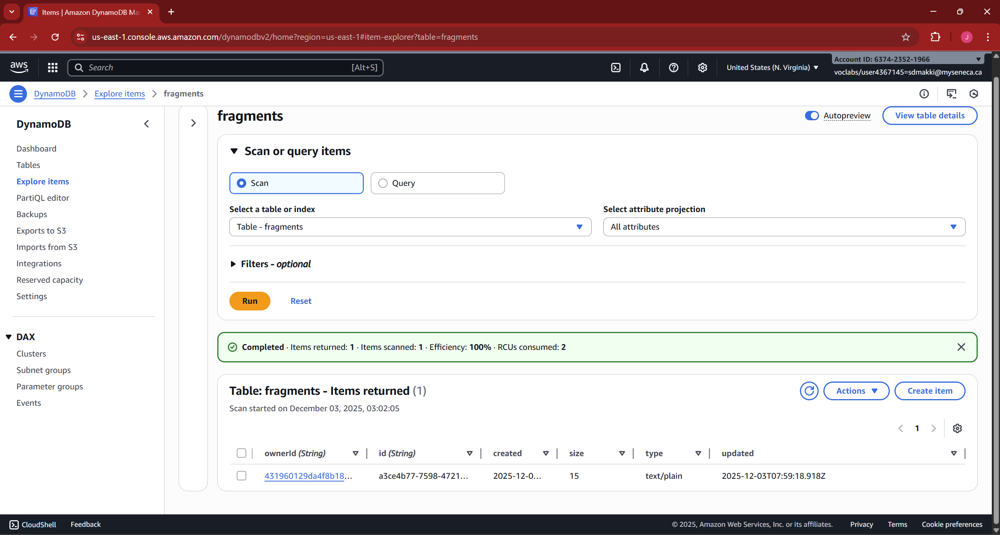 Items | Amazon DynamoDB Ma
us-east-1.console.aws.amazon.com/dynamodbv2/home?region=us-east-1#item-explorer?table=fragments
J
aws
Search
[Alt+S]
United States (N. Virginia)
Account ID: 6374-2352-1966
voclabs/user4367145=sdmakki@myseneca.ca
DynamoDB
Explore items
fragments
DynamoDB
Dashboard
Tables
Explore items
PartiQL editor
Backups
Exports to S3
Imports from S3
Integrations
Reserved capacity
Settings
DAX
Clusters
Subnet groups
Parameter groups
Events
fragments
Autopreview
View table details
Scan or query items
Scan
Query
Select a table or index
Table - fragments
Select attribute projection
All attributes
Filters - optional
Run
Reset
Completed · Items returned: 1 · Items scanned: 1 · Efficiency: 100% · RCUs consumed: 2
Table: fragments - Items returned (1)
Scan started on December 03, 2025, 03:02:05
Actions
Create item
1
ownerId (String) id (String) created size type updated
431960129da4f8b18... a3ce4b77-7598-4721... 2025-12-0... 15 text/plain 2025-12-03T07:59:18.918Z
CloudShell
Feedback
© 2025, Amazon Web Services, Inc. or its affiliates.
Privacy
Terms
Cookie preferences